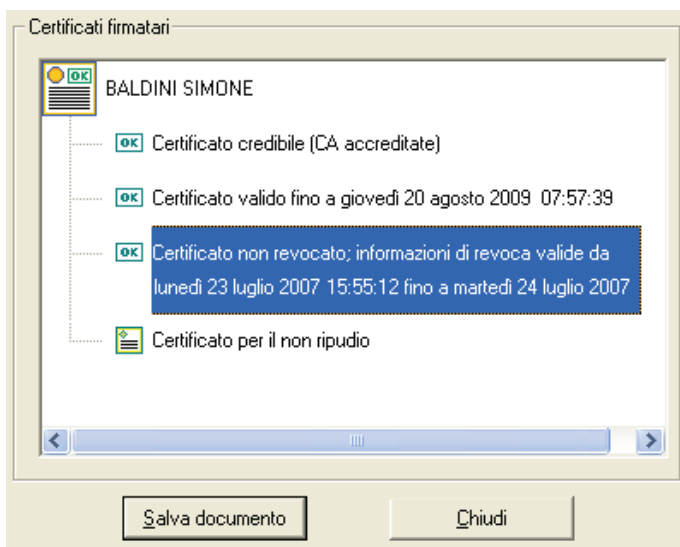 Certificati firmatari
OK
BALDINI SIMONE
OK Certificato credibile (CA accreditate)
OK Certificato valido fino a giovedì 20 agosto 2009 07:57:39
OK Certificato non revocato; informazioni di revoca valide da
lunedì 23 luglio 2007 15:55:12 fino a martedì 24 luglio 2007
Certificato per il non ripudio
Salva documento
Chiudi